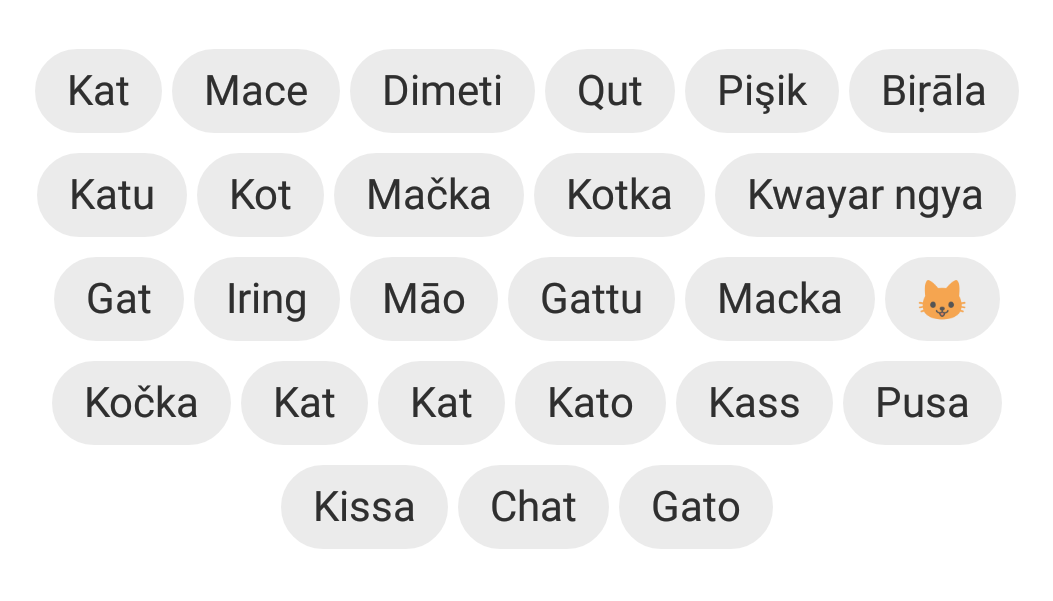 Kat Mace Dimeti Qut Pişik Biṛāla
Katu Kot Mačka Kotka Kwayar ngya
Gat Iring Māo Gattu Macka 🐱
Kočka Kat Kat Kato Kass Pusa
Kissa Chat Gato